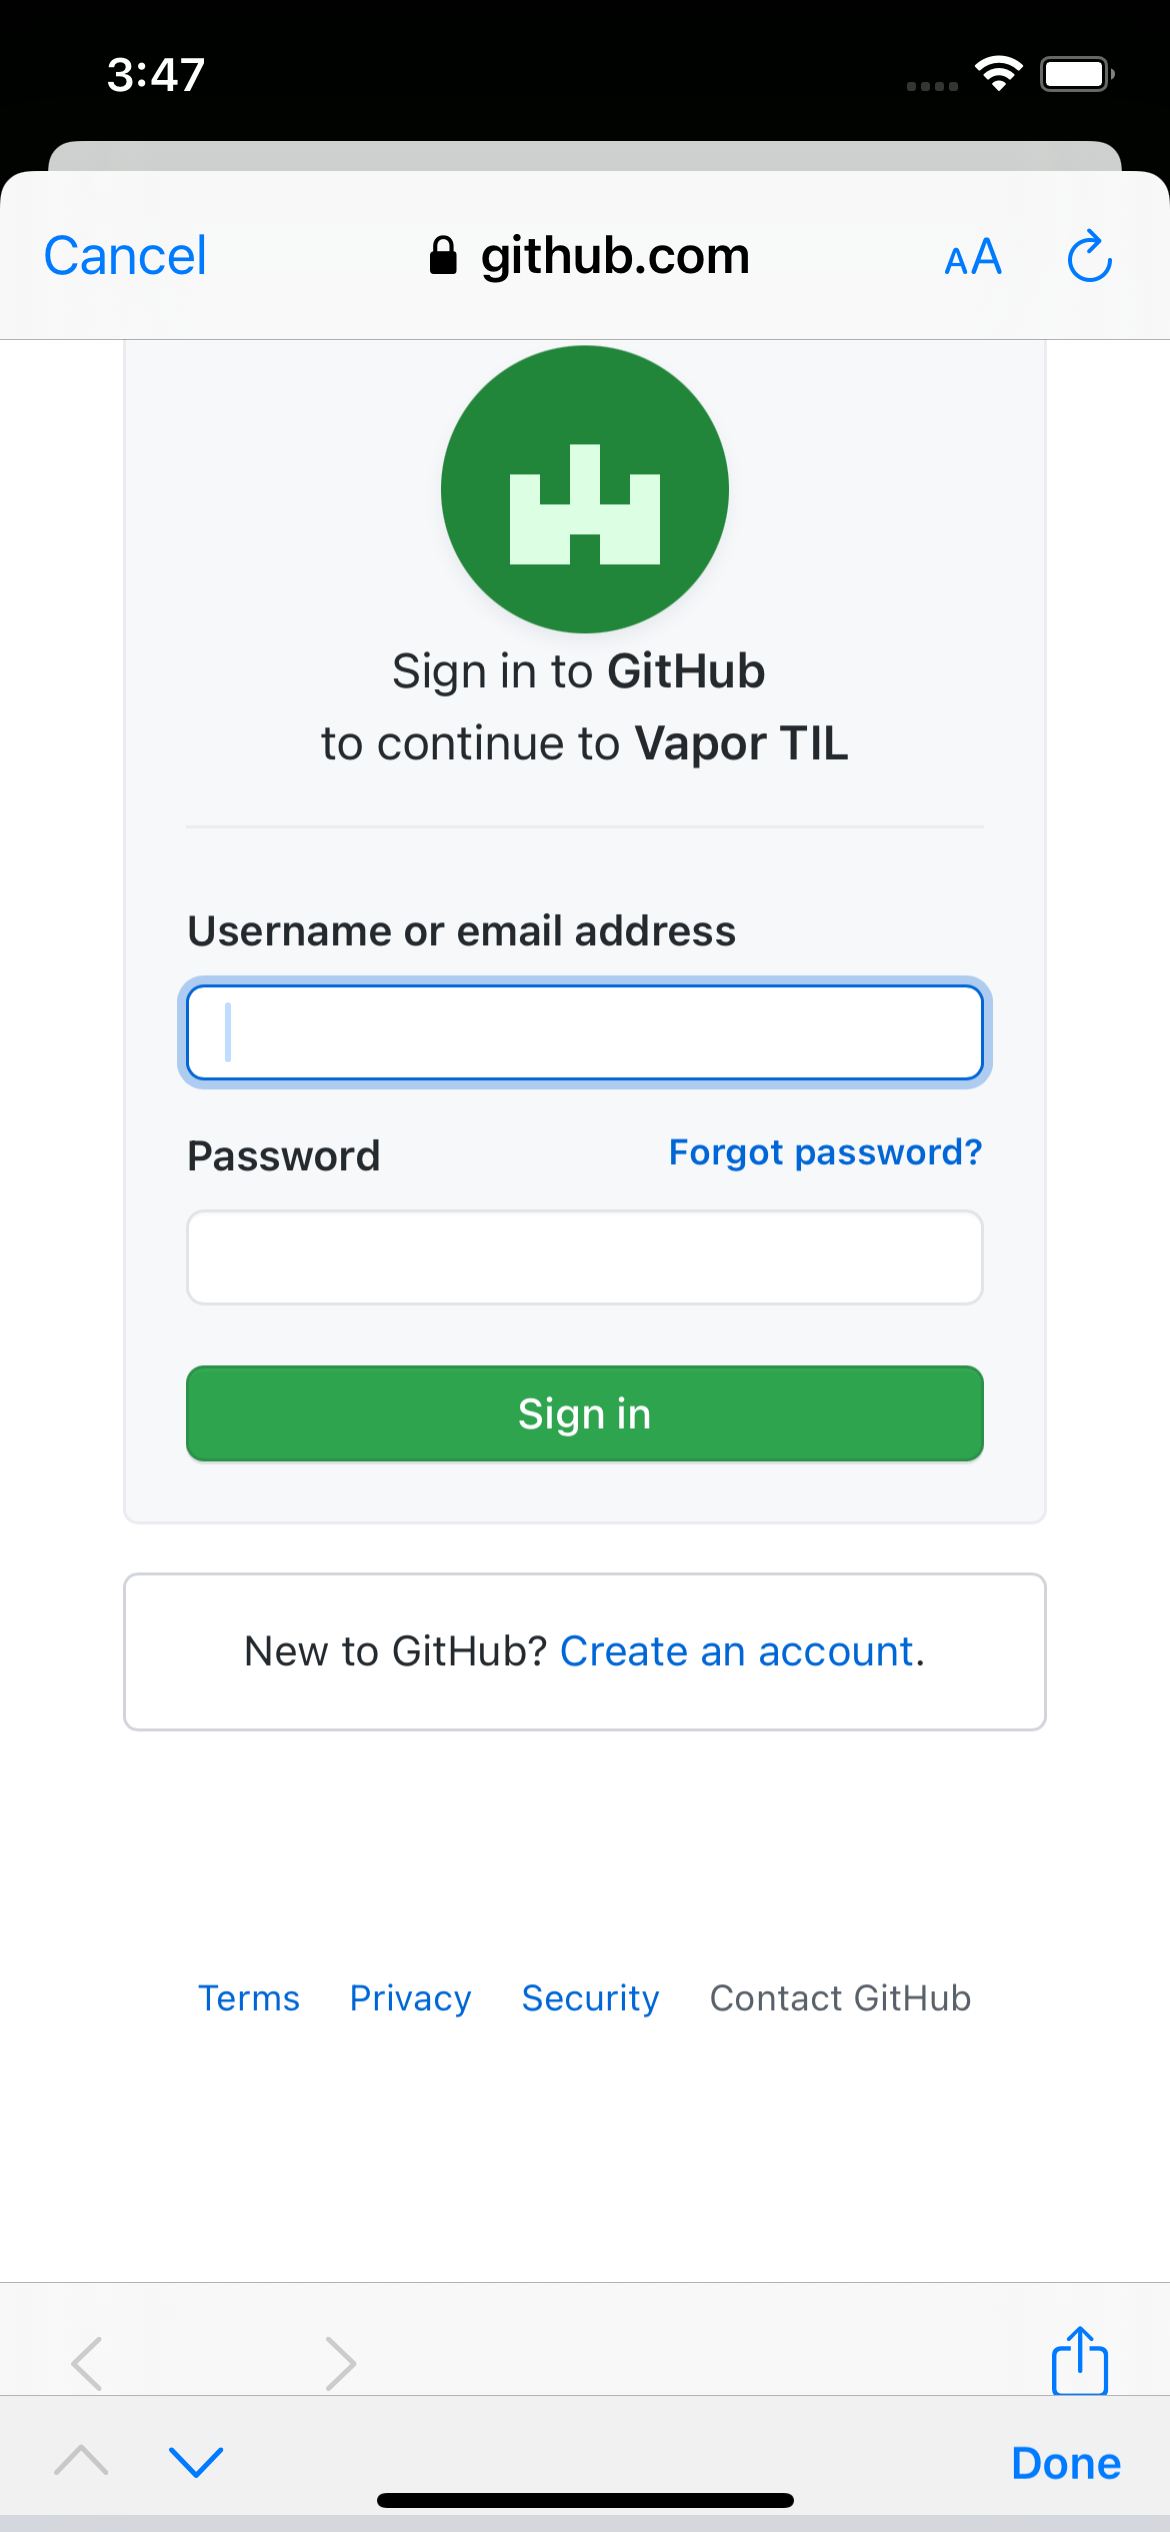 3:47
Cancel
github.com
AA
Sign in to GitHub
to continue to Vapor TIL
Username or email address
Password
Forgot password?
Sign in
New to GitHub? Create an account.
Terms Privacy Security Contact GitHub
Done